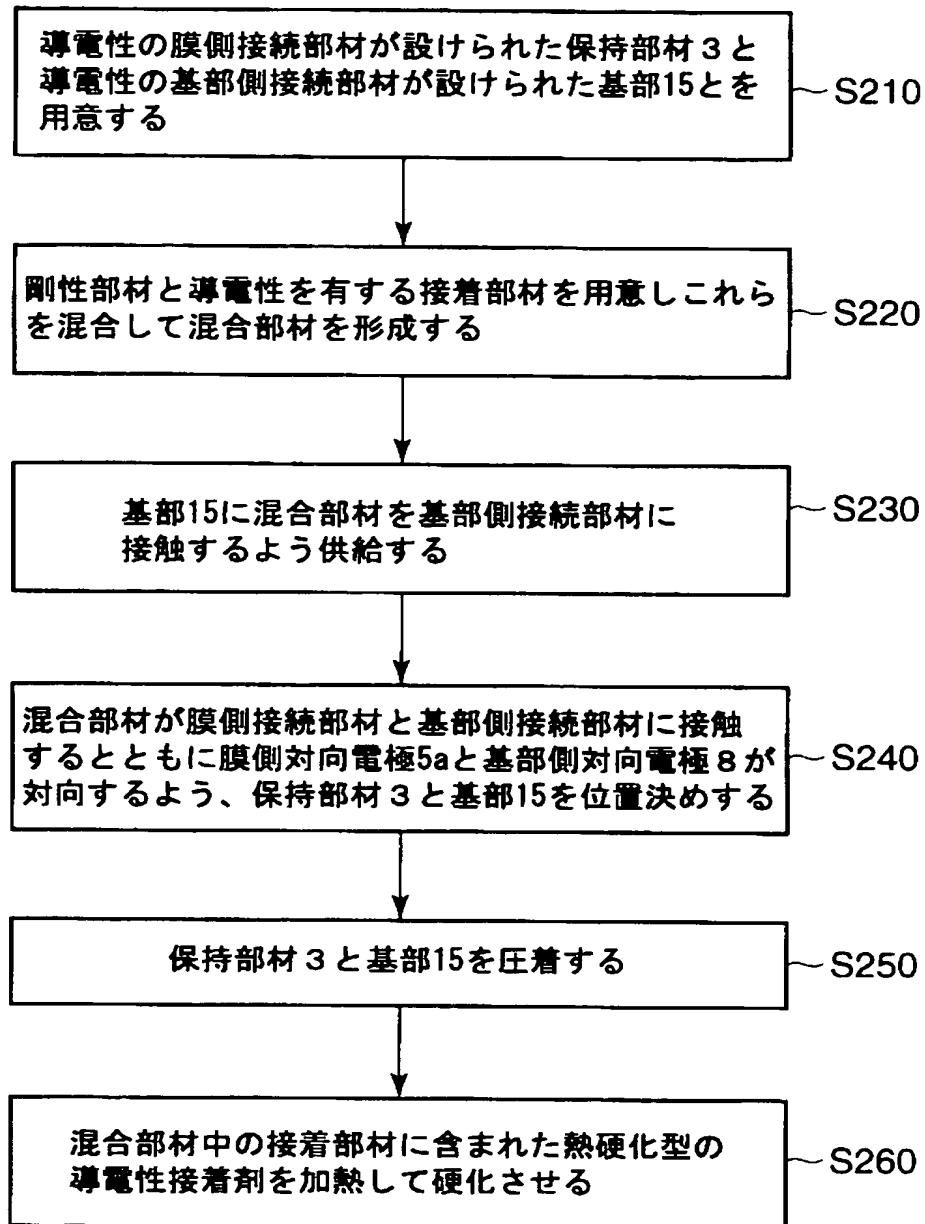 導電性の膜側接続部材が設けられた保持部材３と
導電性の基部側接続部材が設けられた基部15とを
用意する
S210
剛性部材と導電性を有する接着部材を用意しこれら
を混合して混合部材を形成する
S220
基部15に混合部材を基部側接続部材に
接触するよう供給する
S230
混合部材が膜側接続部材と基部側接続部材に接触
するとともに膜側対向電極5aと基部側対向電極８が
対向するよう、保持部材３と基部15を位置決めする
S240
保持部材３と基部15を圧着する
S250
混合部材中の接着部材に含まれた熱硬化型の
導電性接着剤を加熱して硬化させる
S260